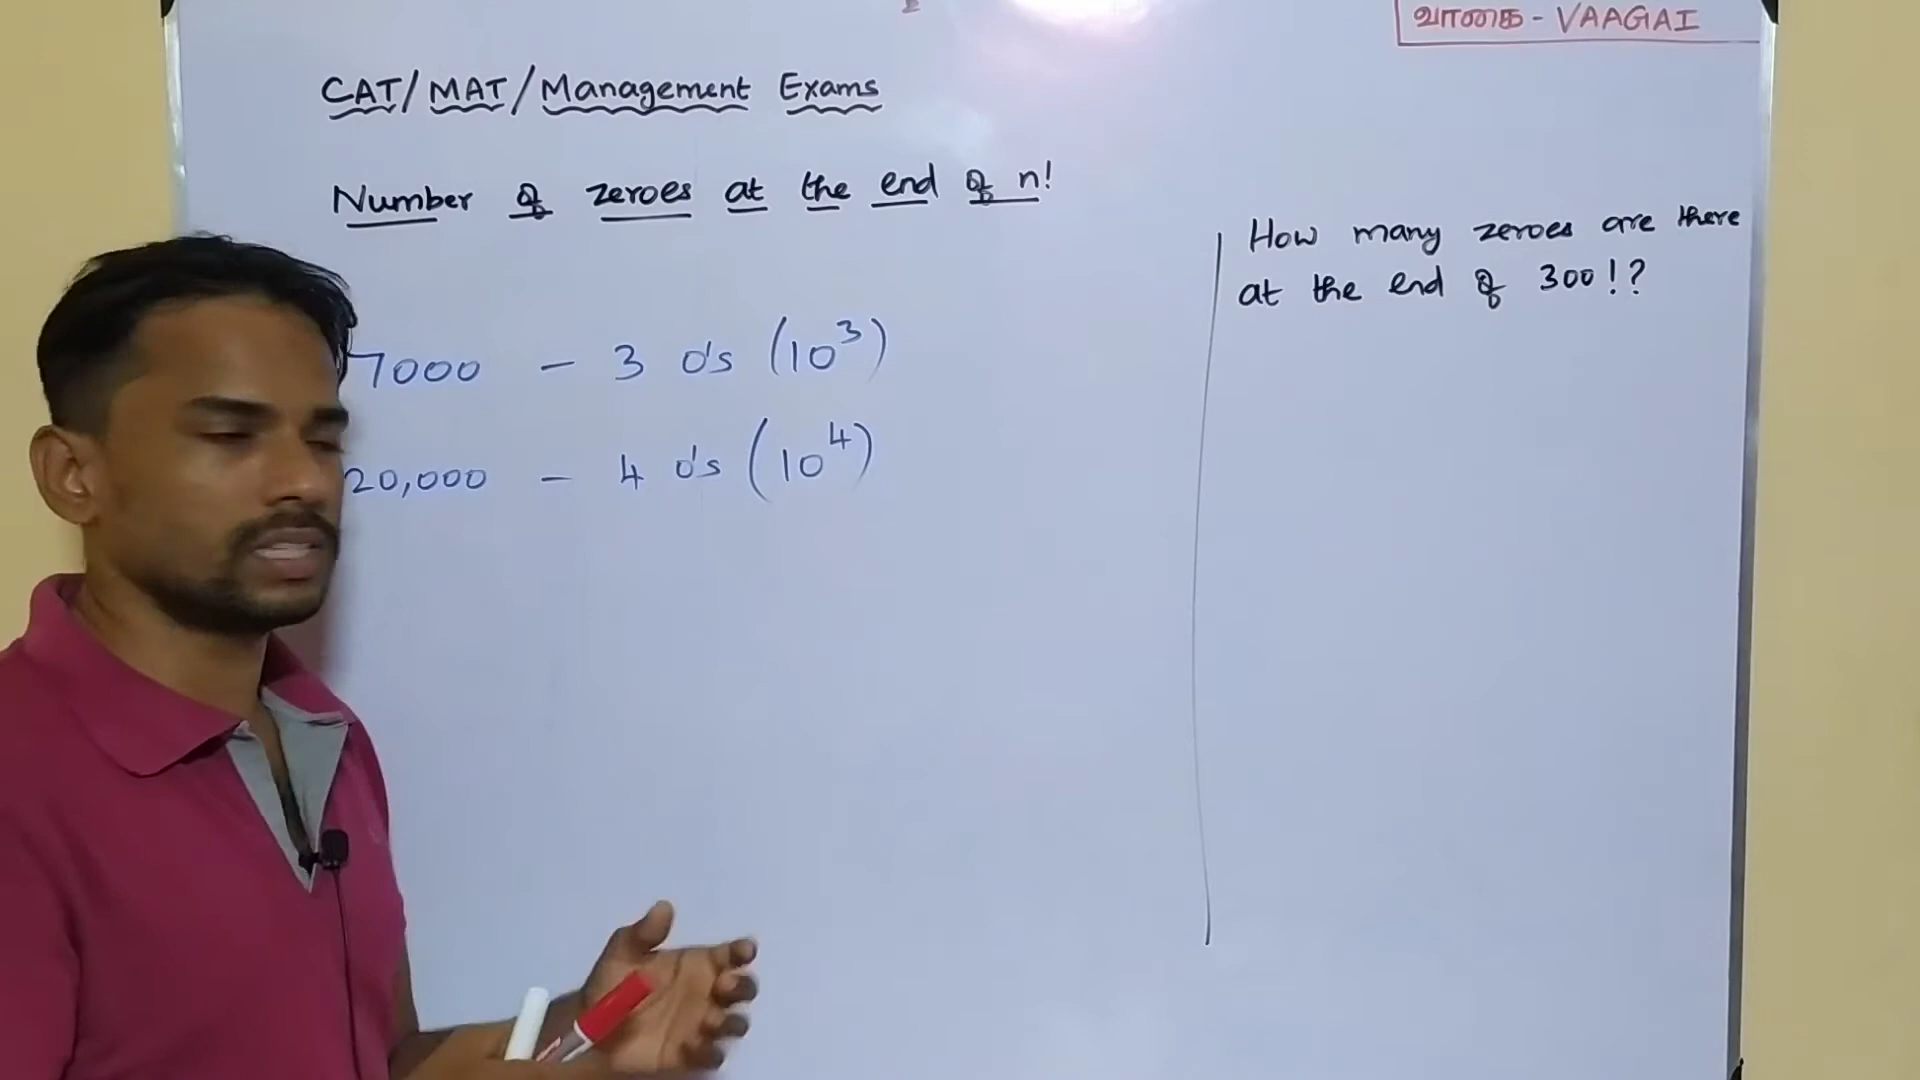 வாகை - VAAGAI
CAT/MAT/Management Exams
Number of zeroes at the end of n!
7000 - 3 0's (10³)
20,000 - 4 0's (10⁴)
How many zeroes are there
at the end of 300!?